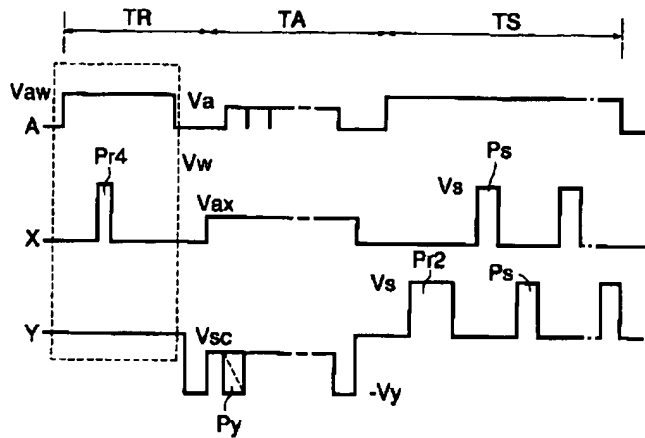 TR TA TS
Vaw Va
A
Pr4 Vw Ps
Vax Vs
X
Pr2
Vs Ps
Y Vsc
-Vy
Py